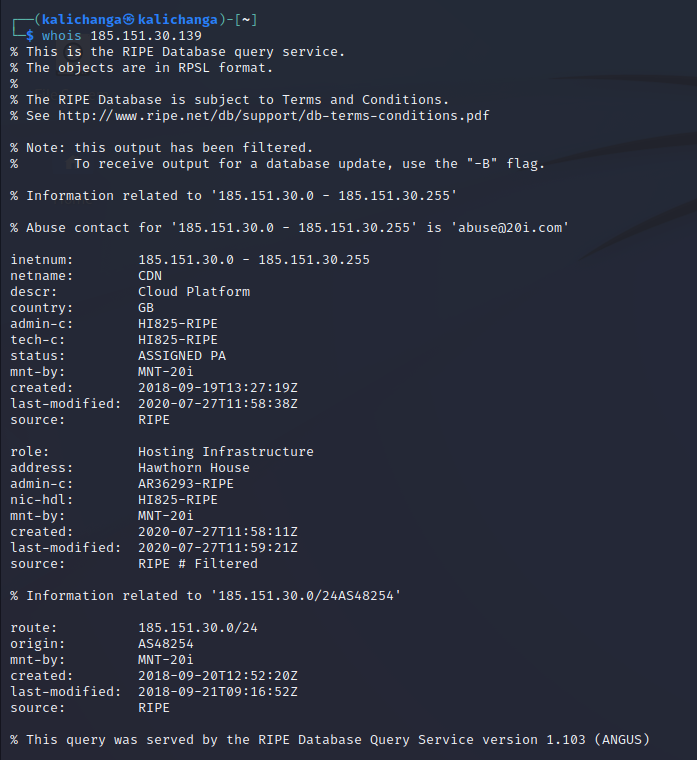 ┌──(kalichanga㉿kalichanga)-[~]
└─$ whois 185.151.30.139
% This is the RIPE Database query service.
% The objects are in RPSL format.
%
% The RIPE Database is subject to Terms and Conditions.
% See http://www.ripe.net/db/support/db-terms-conditions.pdf
% Note: this output has been filtered.
%       To receive output for a database update, use the "-B" flag.
% Information related to '185.151.30.0 - 185.151.30.255'
% Abuse contact for '185.151.30.0 - 185.151.30.255' is 'abuse@20i.com'
inetnum:        185.151.30.0 - 185.151.30.255
netname:        CDN
descr:          Cloud Platform
country:        GB
admin-c:        HI825-RIPE
tech-c:         HI825-RIPE
status:         ASSIGNED PA
mnt-by:         MNT-20i
created:        2018-09-19T13:27:19Z
last-modified:  2020-07-27T11:58:38Z
source:         RIPE
role:           Hosting Infrastructure
address:        Hawthorn House
admin-c:        AR36293-RIPE
nic-hdl:        HI825-RIPE
mnt-by:         MNT-20i
created:        2020-07-27T11:58:11Z
last-modified:  2020-07-27T11:59:21Z
source:         RIPE # Filtered
% Information related to '185.151.30.0/24AS48254'
route:          185.151.30.0/24
origin:         AS48254
mnt-by:         MNT-20i
created:        2018-09-20T12:52:20Z
last-modified:  2018-09-21T09:16:52Z
source:         RIPE
% This query was served by the RIPE Database Query Service version 1.103 (ANGUS)